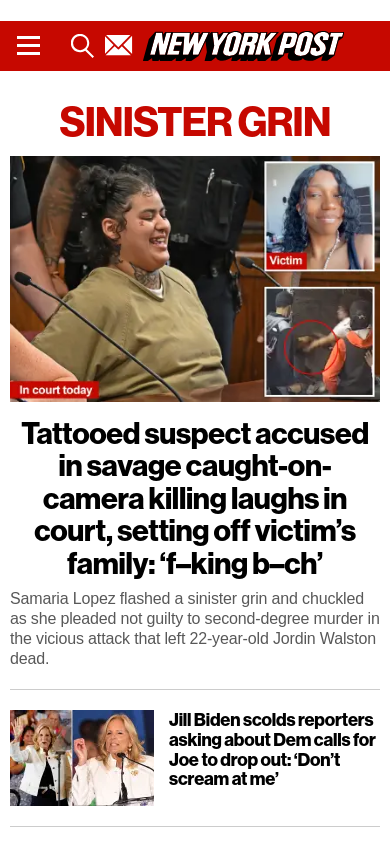 NEW YORK POST
SINISTER GRIN
Victim
In court today
Tattooed suspect accused
in savage caught-on-
camera killing laughs in
court, setting off victim’s
family: ‘f–king b–ch’
Samaria Lopez flashed a sinister grin and chuckled
as she pleaded not guilty to second-degree murder in
the vicious attack that left 22-year-old Jordin Walston
dead.
Jill Biden scolds reporters
asking about Dem calls for
Joe to drop out: ‘Don’t
scream at me’